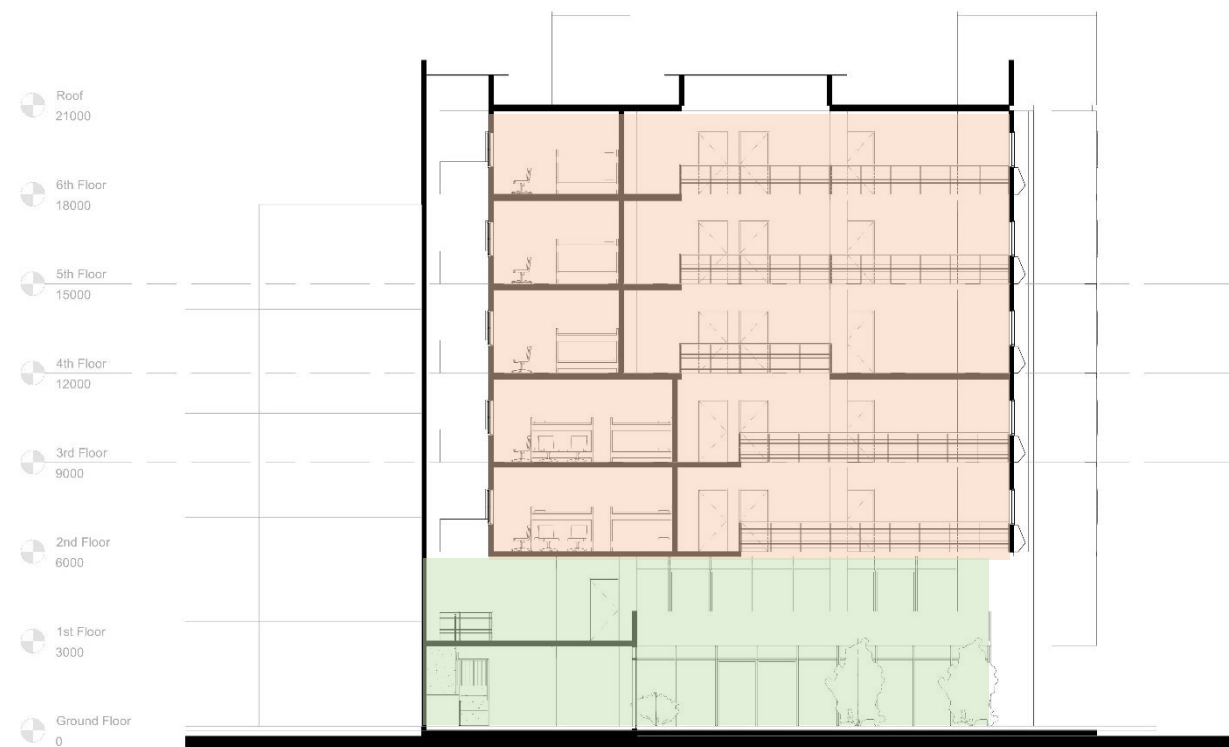 Roof
21000
6th Floor
18000
5th Floor
15000
4th Floor
12000
3rd Floor
9000
2nd Floor
6000
1st Floor
3000
Ground Floor
0